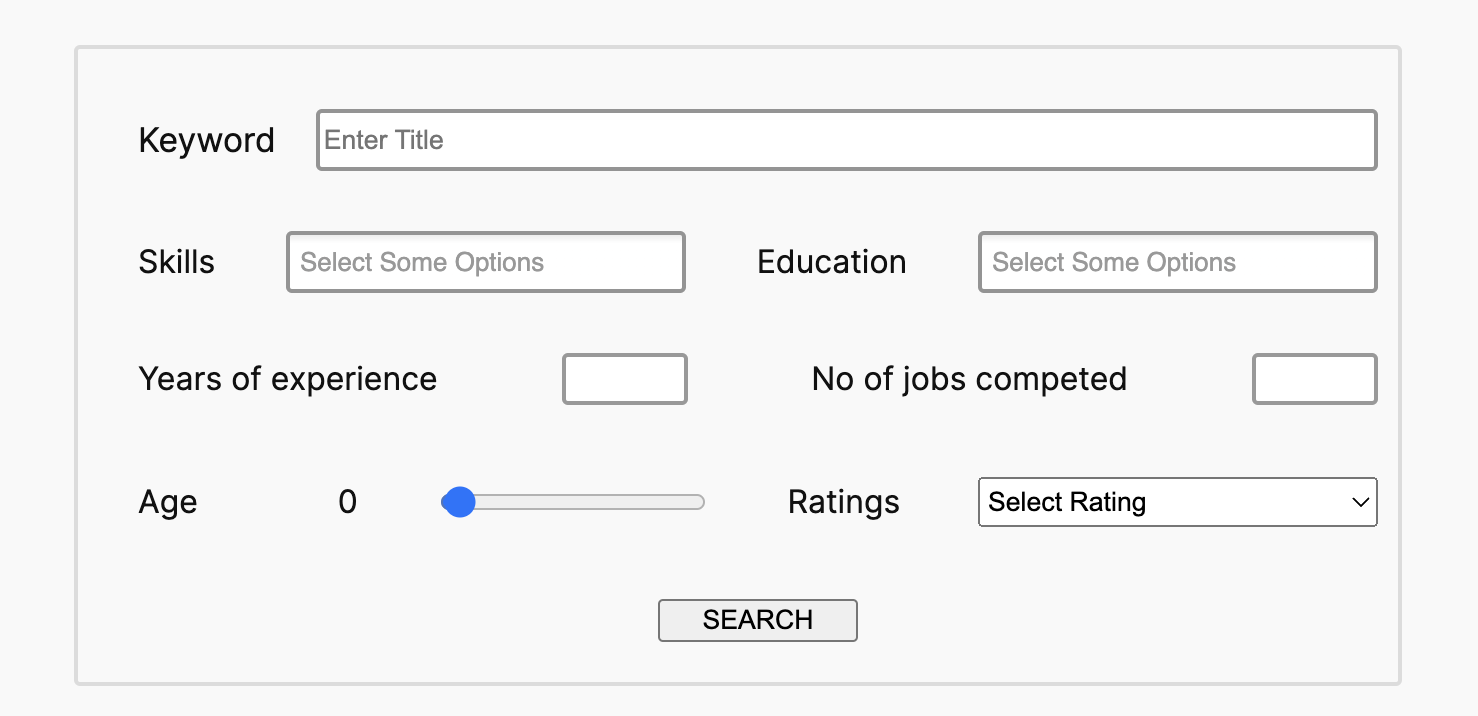 Keyword Enter Title
Skills Select Some Options Education Select Some Options
Years of experience No of jobs competed
Age 0 Ratings Select Rating
SEARCH